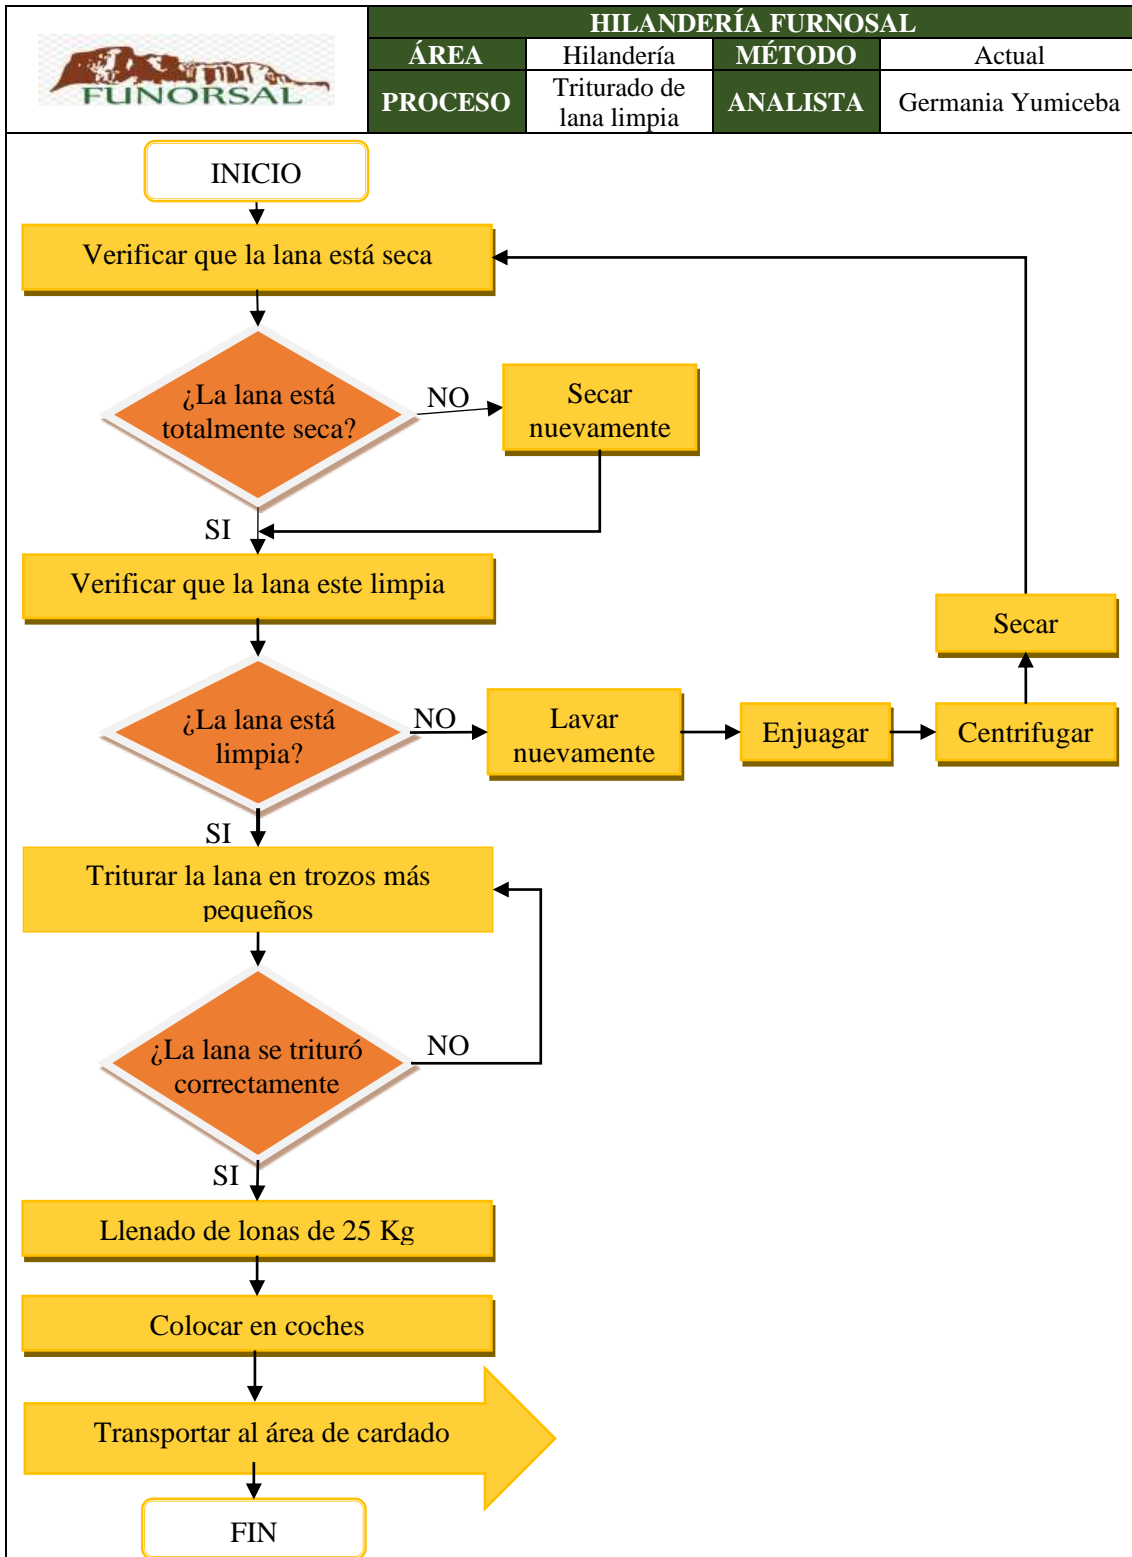 FUNORSAL
HILANDERÍA FURNOSAL
ÁREA
Hilandería
MÉTODO
Actual
PROCESO
Triturado de
lana limpia
ANALISTA
Germania Yumiceba
INICIO
Verificar que la lana está seca
¿La lana está
totalmente seca?
NO
Secar
nuevamente
SI
Verificar que la lana este limpia
Secar
¿La lana está
limpia?
NO
Lavar
nuevamente
Enjuagar
Centrifugar
SI
Triturar la lana en trozos más
pequeños
¿La lana se trituró
correctamente
NO
SI
Llenado de lonas de 25 Kg
Colocar en coches
Transportar al área de cardado
FIN